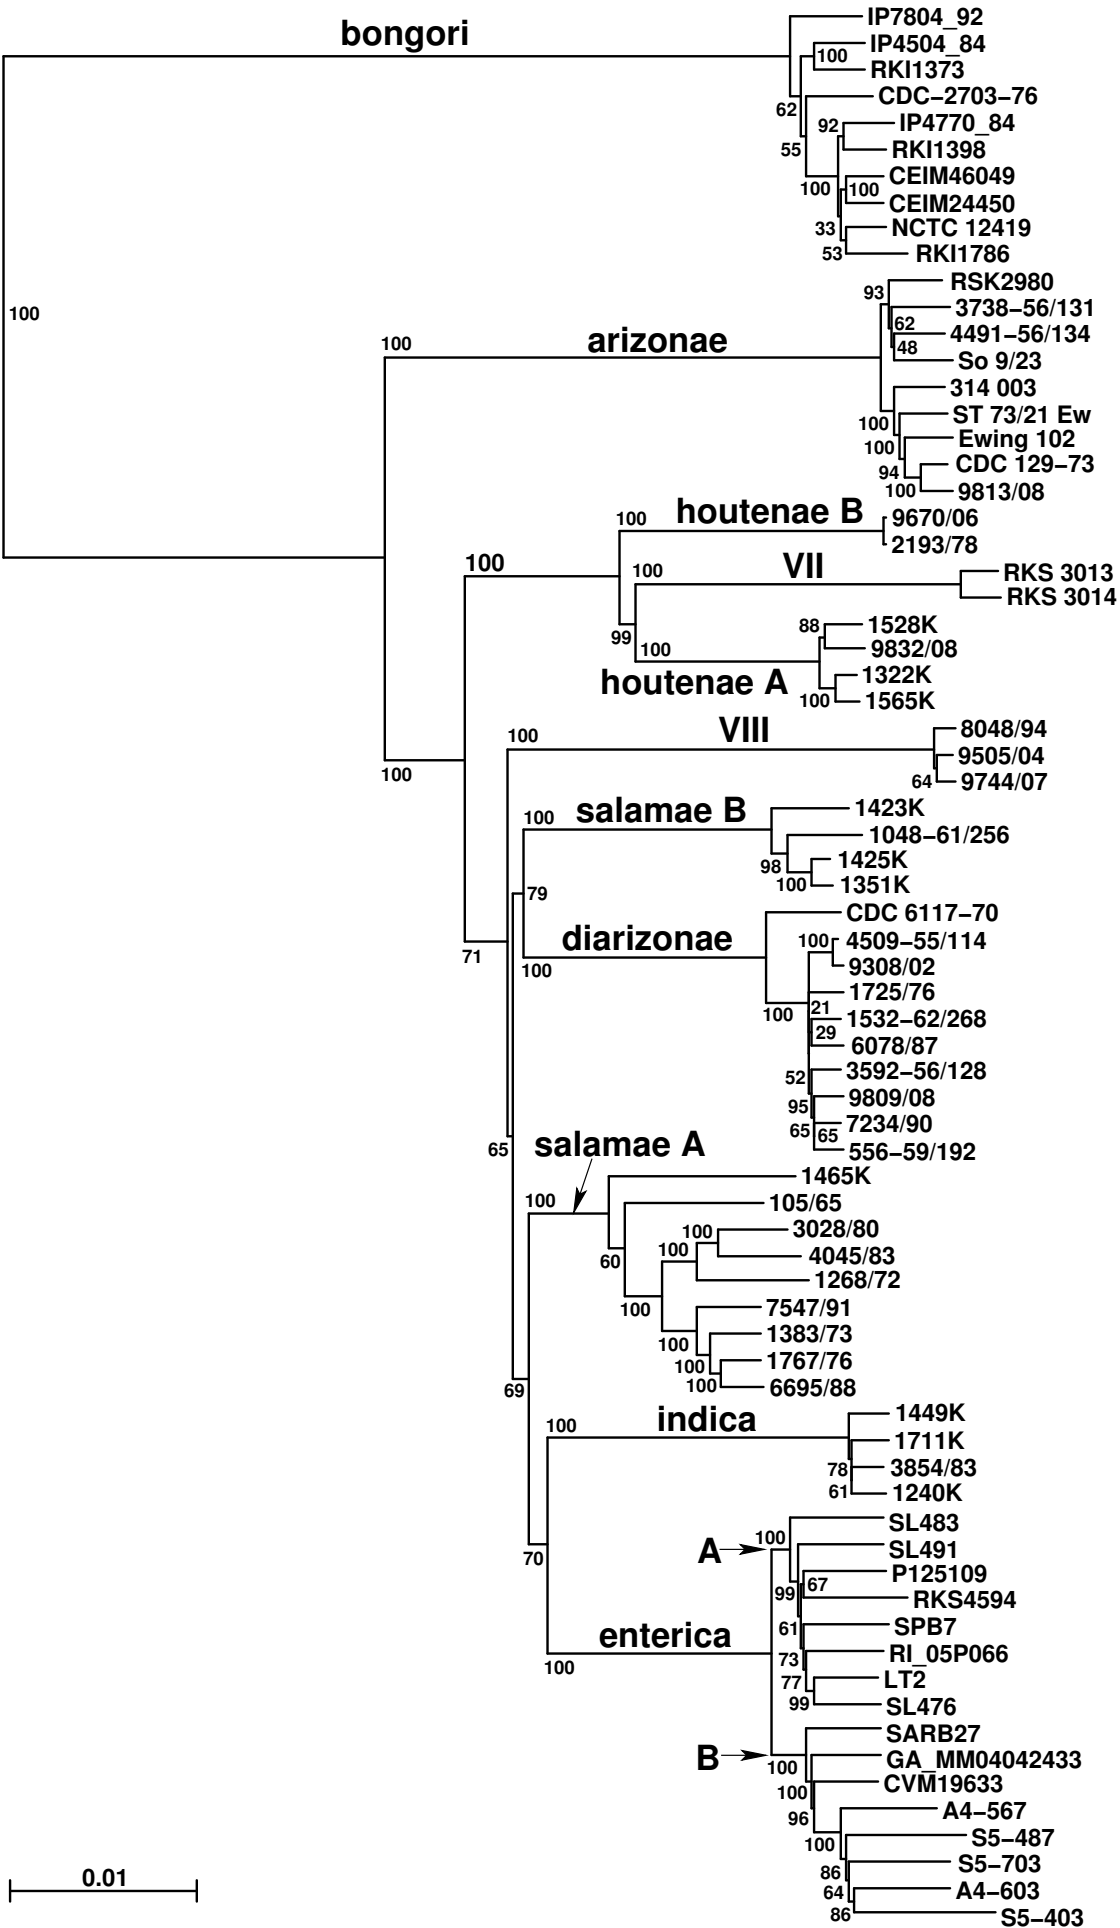 IP7804_92
bongori
IP4504_84
100
RKI1373
CDC−2703−76
62
IP4770_84
92
55
RKI1398
CEIM46049
100
100
CEIM24450
NCTC 12419
33
53
RKI1786
RSK2980
93
3738−56/131
100
62
4491−56/134
100
arizonae
48
So 9/23
314 003
ST 73/21 Ew
100
Ewing 102
100
CDC 129−73
94
100
9813/08
houtenae B
100
9670/06
2193/78
100
VII
100
RKS 3013
RKS 3014
88
1528K
99
9832/08
100
houtenae A
1322K
100
1565K
VIII
8048/94
100
9505/04
100
64
9744/07
salamae B
1423K
100
1048−61/256
98
1425K
100
1351K
79
CDC 6117−70
diarizonae
100
4509−55/114
71
100
9308/02
1725/76
100
21
1532−62/268
29
6078/87
52
3592−56/128
95
9809/08
65
65
7234/90
65
salamae A
556−59/192
1465K
100
105/65
100
3028/80
100
60
4045/83
1268/72
100
7547/91
100
1383/73
100
1767/76
69
100
6695/88
indica
100
1449K
1711K
78
3854/83
61
1240K
SL483
100
70
A
SL491
P125109
99
67
RKS4594
61
SPB7
enterica
100
73
RI_05P066
77
LT2
99
SL476
SARB27
B
100
GA_MM04042433
100
CVM19633
96
A4−567
100
S5−487
86
S5−703
0.01
64
A4−603
86
S5−403